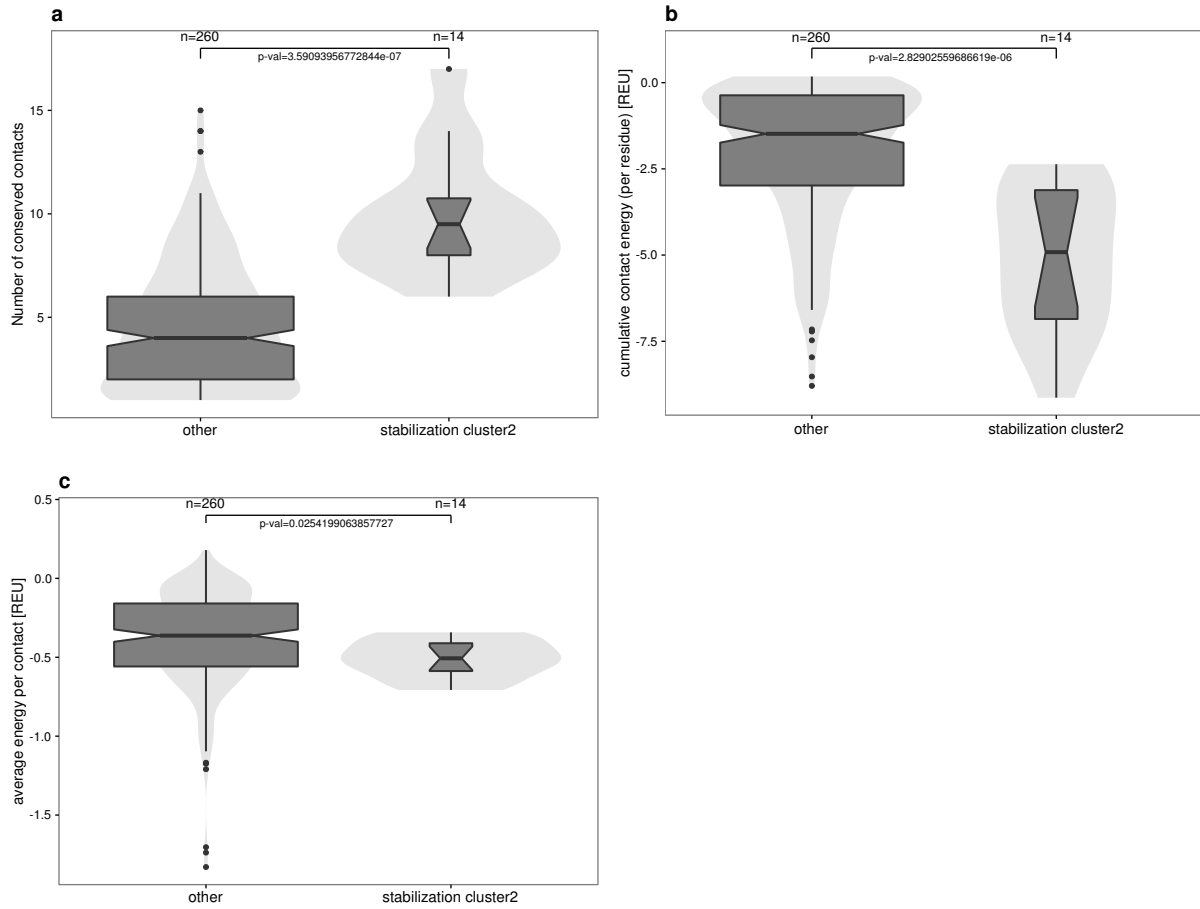 a
n=260
n=14
p-val=3.59093956772844e-07
15
10
5
Number of conserved contacts
other
stabilization cluster2
b
n=260
n=14
p-val=2.82902559686619e-06
0.0
-2.5
-5.0
-7.5
cumulative contact energy (per residue) [REU]
other
stabilization cluster2
c
n=260
n=14
p-val=0.0254199063857727
0.5
0.0
-0.5
-1.0
-1.5
average energy per contact [REU]
other
stabilization cluster2